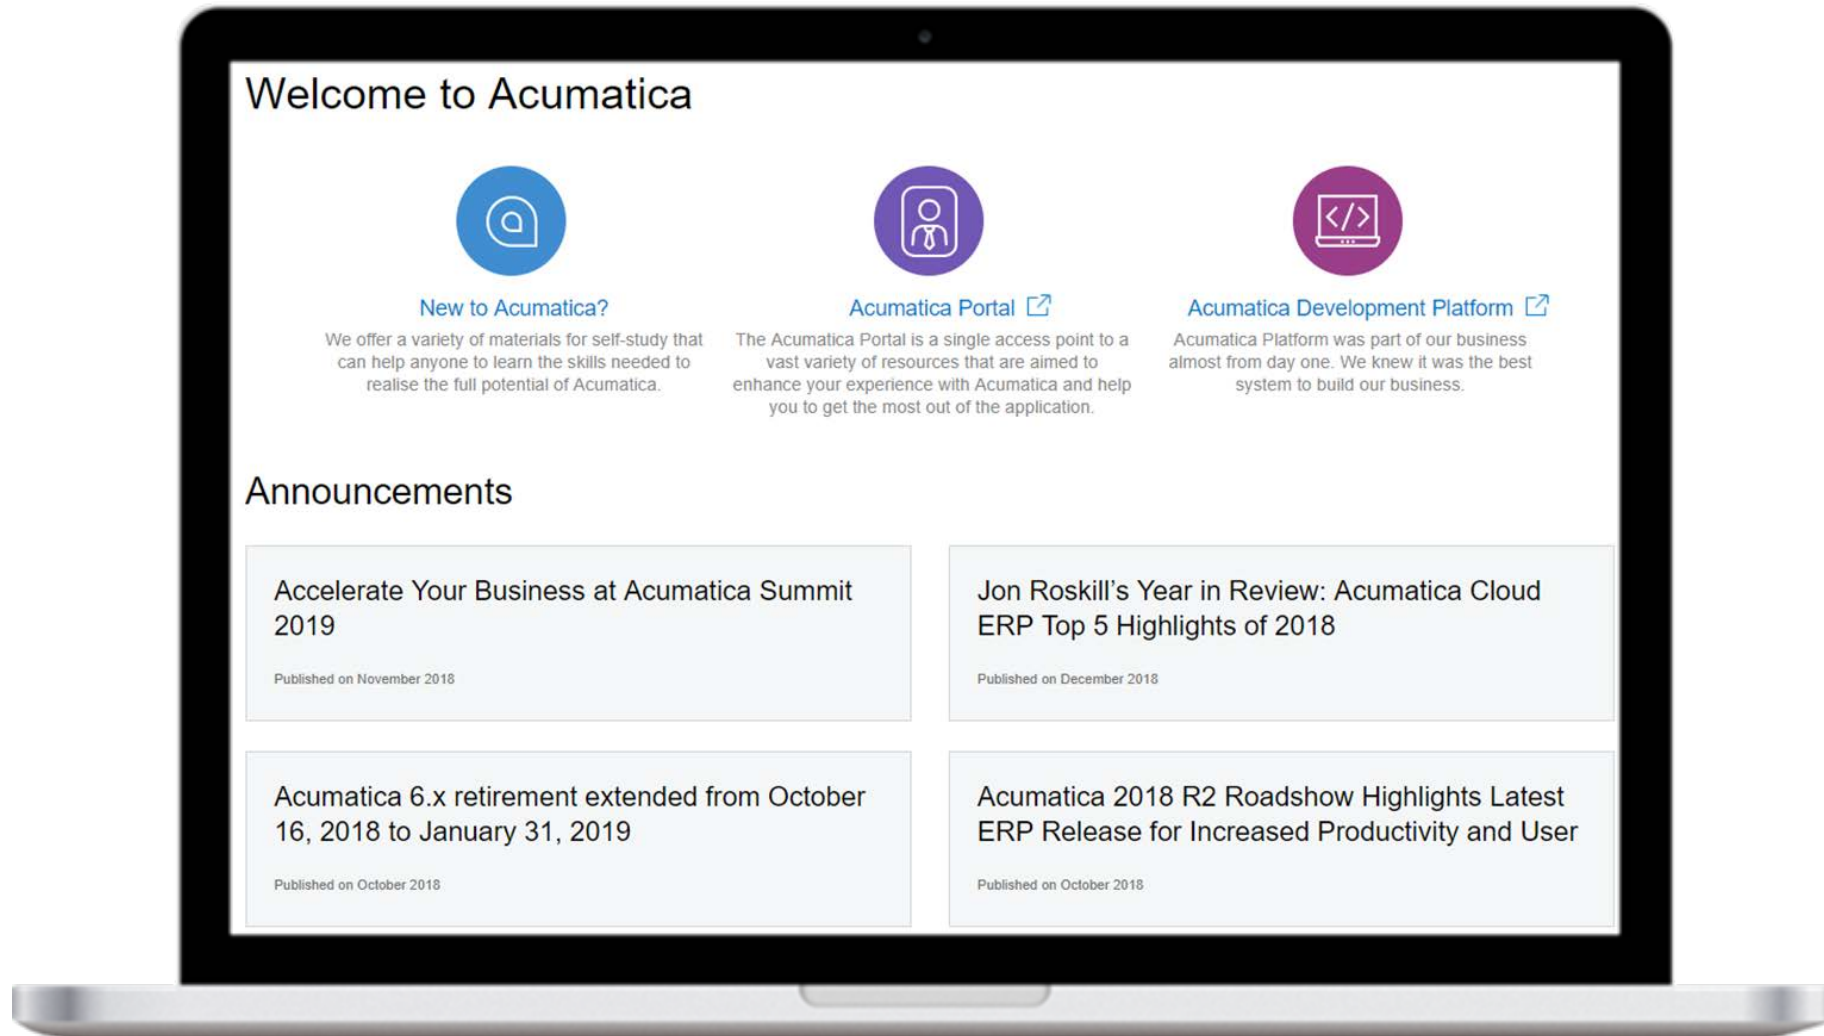 Welcome to Acumatica
New to Acumatica?
We offer a variety of materials for self-study that
can help anyone to learn the skills needed to
realise the full potential of Acumatica.
Acumatica Portal
The Acumatica Portal is a single access point to a
vast variety of resources that are aimed to
enhance your experience with Acumatica and help
you to get the most out of the application.
Acumatica Development Platform
Acumatica Platform was part of our business
almost from day one. We knew it was the best
system to build our business.
Announcements
Accelerate Your Business at Acumatica Summit
2019
Published on November 2018
Jon Roskill’s Year in Review: Acumatica Cloud
ERP Top 5 Highlights of 2018
Published on December 2018
Acumatica 6.x retirement extended from October
16, 2018 to January 31, 2019
Published on October 2018
Acumatica 2018 R2 Roadshow Highlights Latest
ERP Release for Increased Productivity and User
Published on October 2018